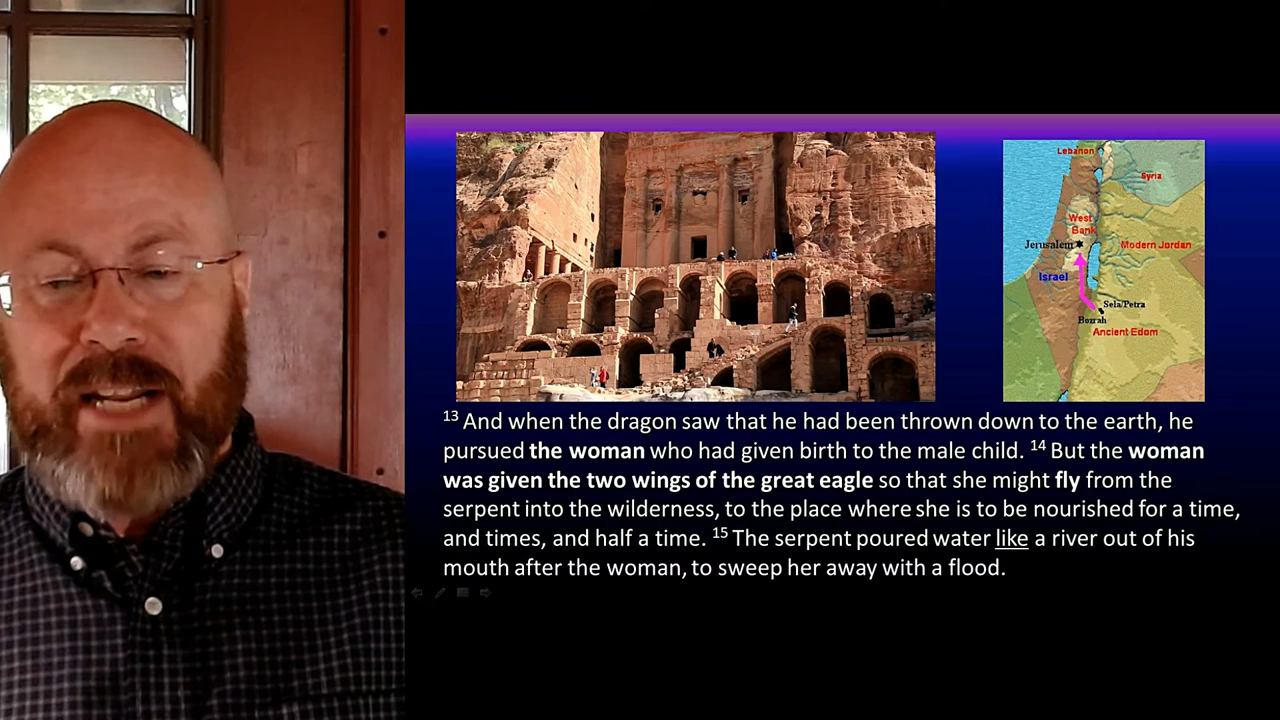 Lebanon
Syria
West
Bank
Jerusalem
Modern Jordan
Israel
Sela/Petra
Bozrah
Ancient Edom
13 And when the dragon saw that he had been thrown down to the earth, he
pursued the woman who had given birth to the male child. 14 But the woman
was given the two wings of the great eagle so that she might fly from the
serpent into the wilderness, to the place where she is to be nourished for a time,
and times, and half a time. 15 The serpent poured water like a river out of his
mouth after the woman, to sweep her away with a flood.